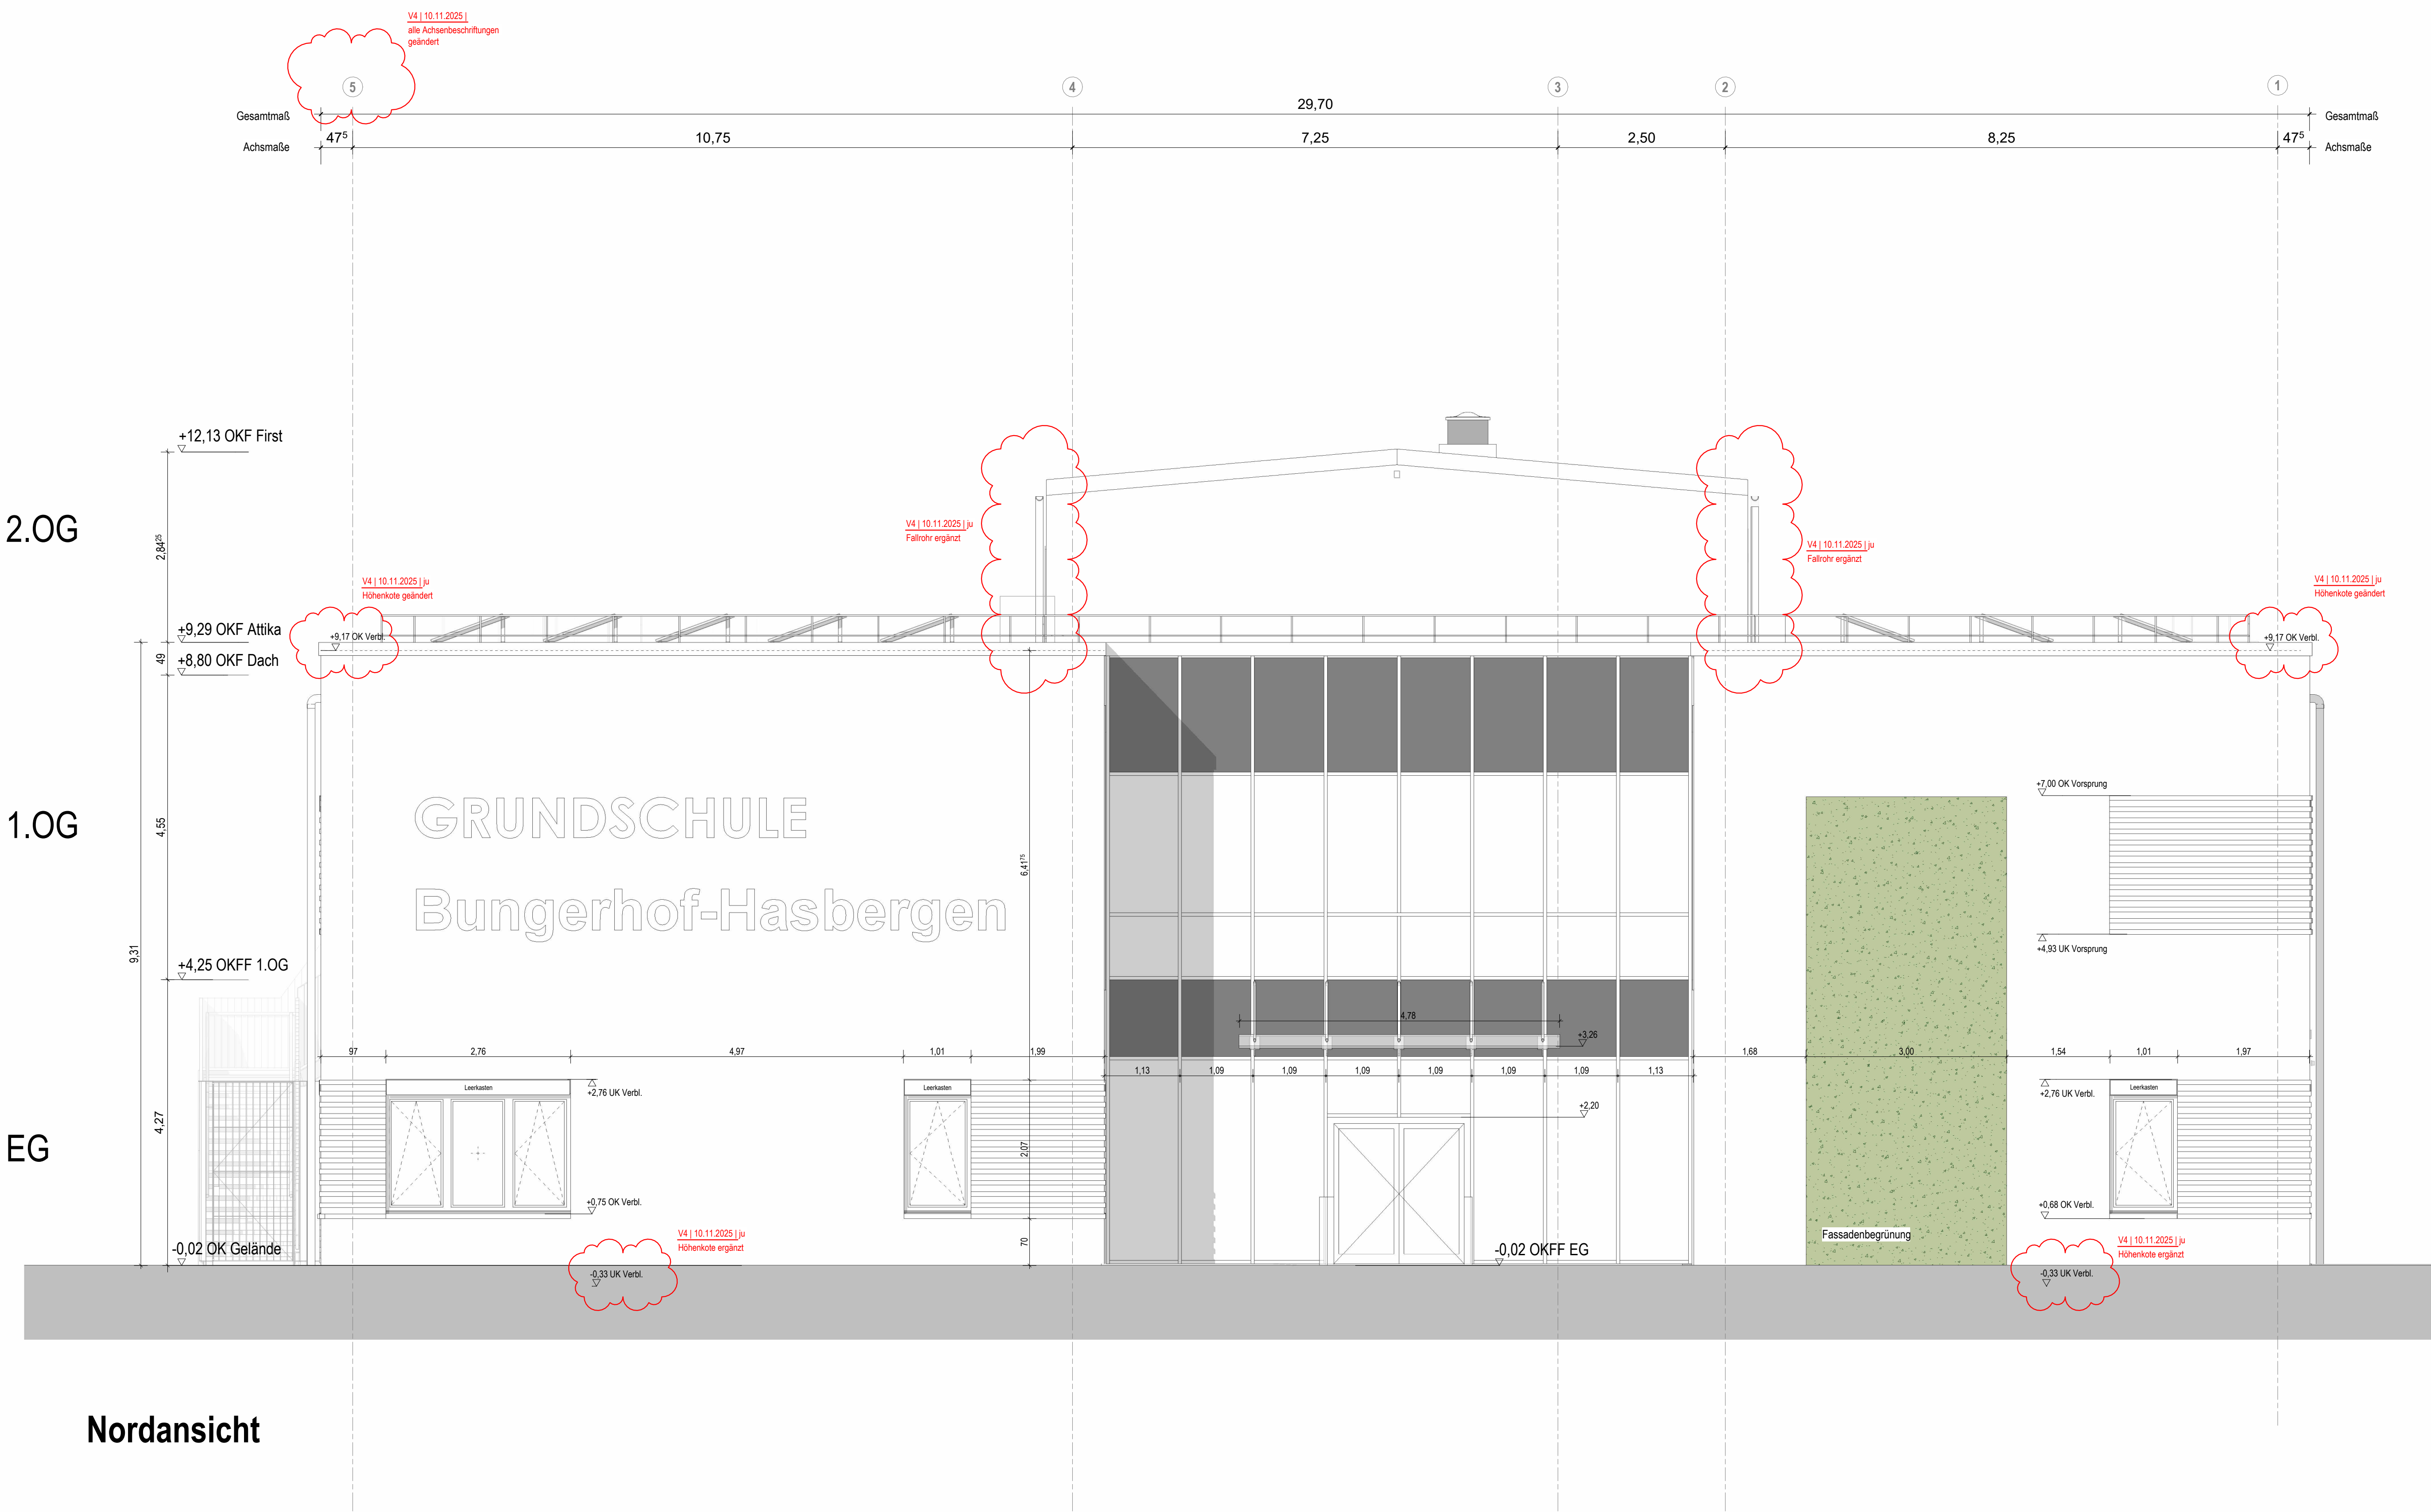 V4 | 10.11.2025 |
alle Achsenbeschriftungen
geändert
5
4
3
2
1
Gesamtmaß
29,70
Gesamtmaß
Achsmaße
47⁵
10,75
7,25
2,50
8,25
47⁵
Achsmaße
+12,13 OKF First
2.OG
2,84²⁵
V4 | 10.11.2025 | ju
Fallrohr ergänzt
V4 | 10.11.2025 | ju
Fallrohr ergänzt
V4 | 10.11.2025 | ju
Höhenkote geändert
V4 | 10.11.2025 | ju
Höhenkote geändert
+9,29 OKF Attika
+9,17 OK Verbl.
+9,17 OK Verbl.
49
+8,80 OKF Dach
+7,00 OK Vorsprung
1.OG
4,55
GRUNDSCHULE
6,41⁷⁵
Bungerhof-Hasbergen
9,31
+4,93 UK Vorsprung
+4,25 OKFF 1.OG
4,78
+3,26
97
2,76
4,97
1,01
1,99
1,68
3,00
1,54
1,01
1,97
1,13
1,09
1,09
1,09
1,09
1,09
1,09
1,13
Leerkasten
+2,76 UK Verbl.
Leerkasten
+2,76 UK Verbl.
Leerkasten
+2,20
4,27
EG
2,07
+0,75 OK Verbl.
+0,68 OK Verbl.
Fassadenbegrünung
V4 | 10.11.2025 | ju
Höhenkote ergänzt
V4 | 10.11.2025 | ju
Höhenkote ergänzt
70
-0,02 OK Gelände
-0,02 OKFF EG
-0,33 UK Verbl.
-0,33 UK Verbl.
Nordansicht